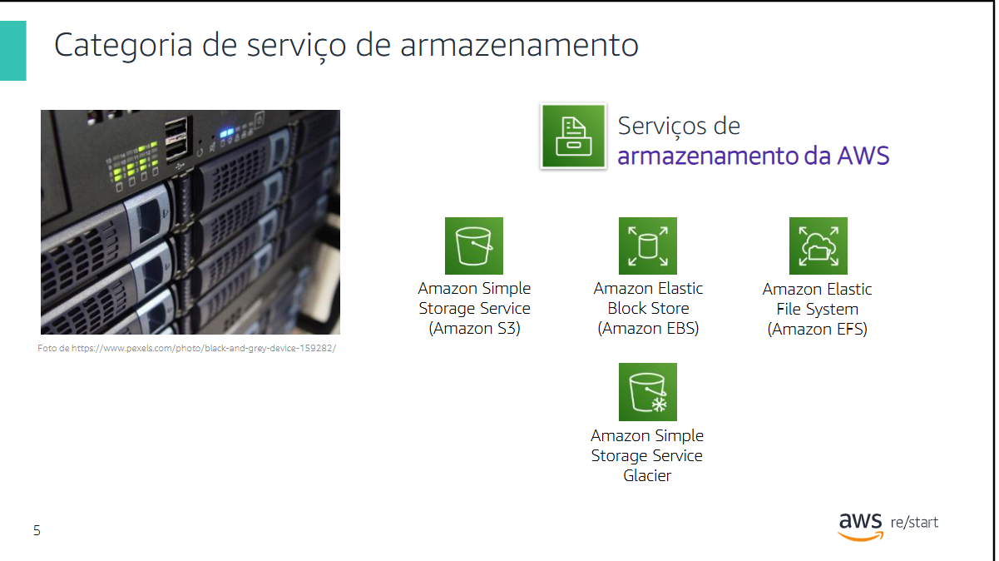 Categoria de serviço de armazenamento
Serviços de
armazenamento da AWS
Amazon Simple
Storage Service
(Amazon S3)
Amazon Elastic
Block Store
(Amazon EBS)
Amazon Elastic
File System
(Amazon EFS)
Foto de https://www.pexels.com/photo/black-and-grey-device-159282/
Amazon Simple
Storage Service
Glacier
5
aws re/start